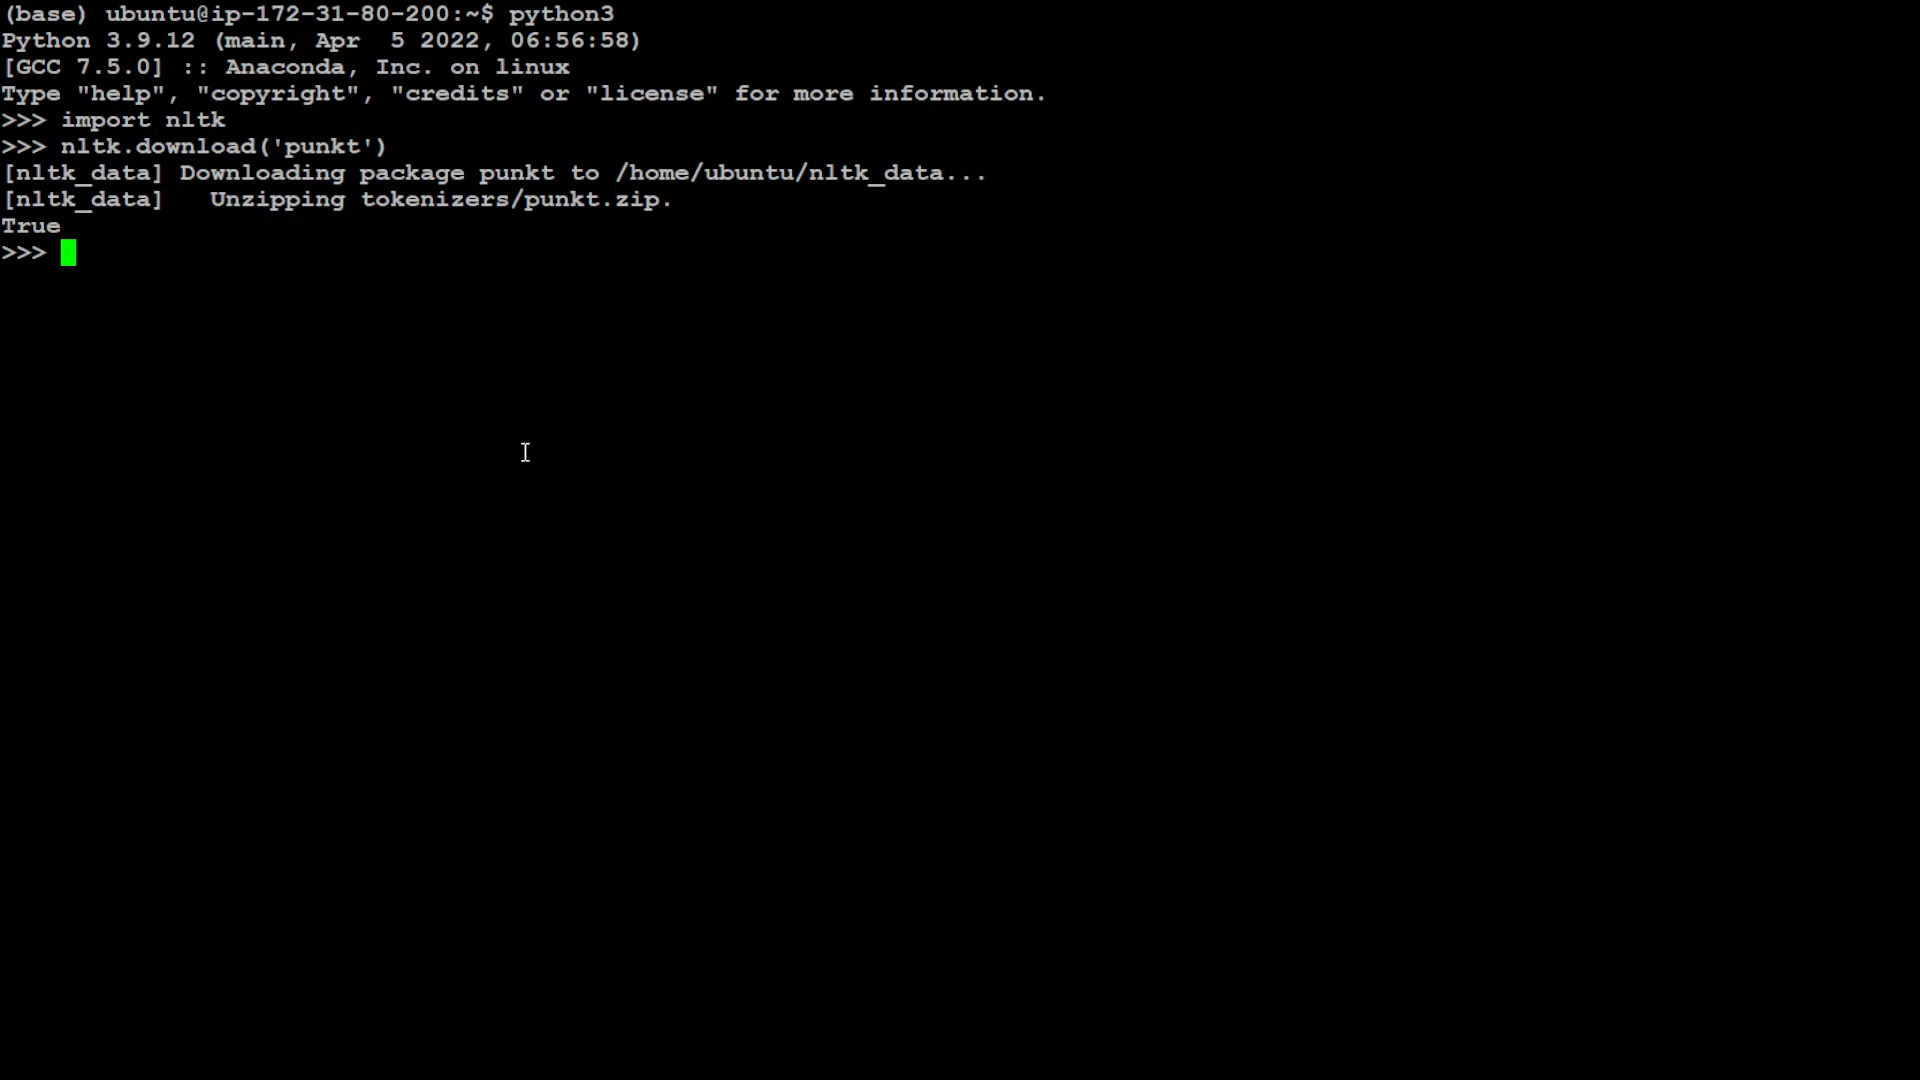 (base) ubuntu@ip-172-31-80-200:~$ python3
Python 3.9.12 (main, Apr  5 2022, 06:56:58)
[GCC 7.5.0] :: Anaconda, Inc. on linux
Type "help", "copyright", "credits" or "license" for more information.
>>> import nltk
>>> nltk.download('punkt')
[nltk_data] Downloading package punkt to /home/ubuntu/nltk_data...
[nltk_data]   Unzipping tokenizers/punkt.zip.
True
>>>